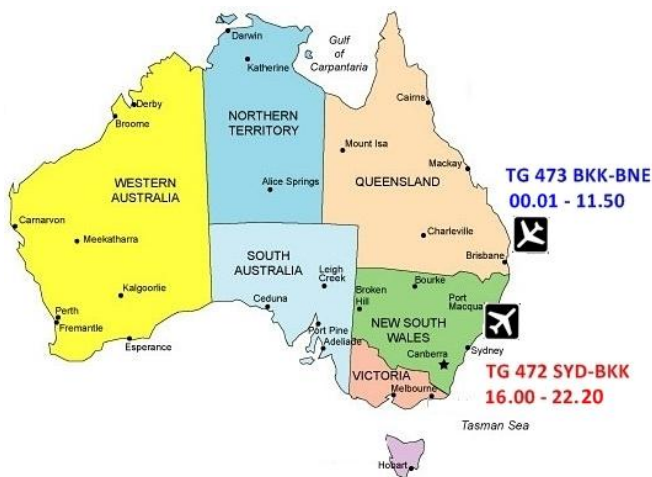 Darwin
Gulf
of
Carpantaria
Katherine
Cairns
Derby
Broome
NORTHERN
TERRITORY
Mount Isa
Mackay
TG 473 BKK-BNE
00.01 - 11.50
WESTERN
AUSTRALIA
Alice Springs
QUEENSLAND
Carnarvon
Meekatharra
Charleville
Brisbane
SOUTH
AUSTRALIA
Leigh
Creek
Bourke
Kalgoorlie
Ceduna
Broken
Hill
Port
Macqua
Perth
Fremantle
Esperance
Port Pine
Adeliade
NEW SOUTH
WALES
Canberra
Sydney
TG 472 SYD-BKK
16.00 - 22.20
VICTORIA
Melbourne
Tasman Sea
Hobart